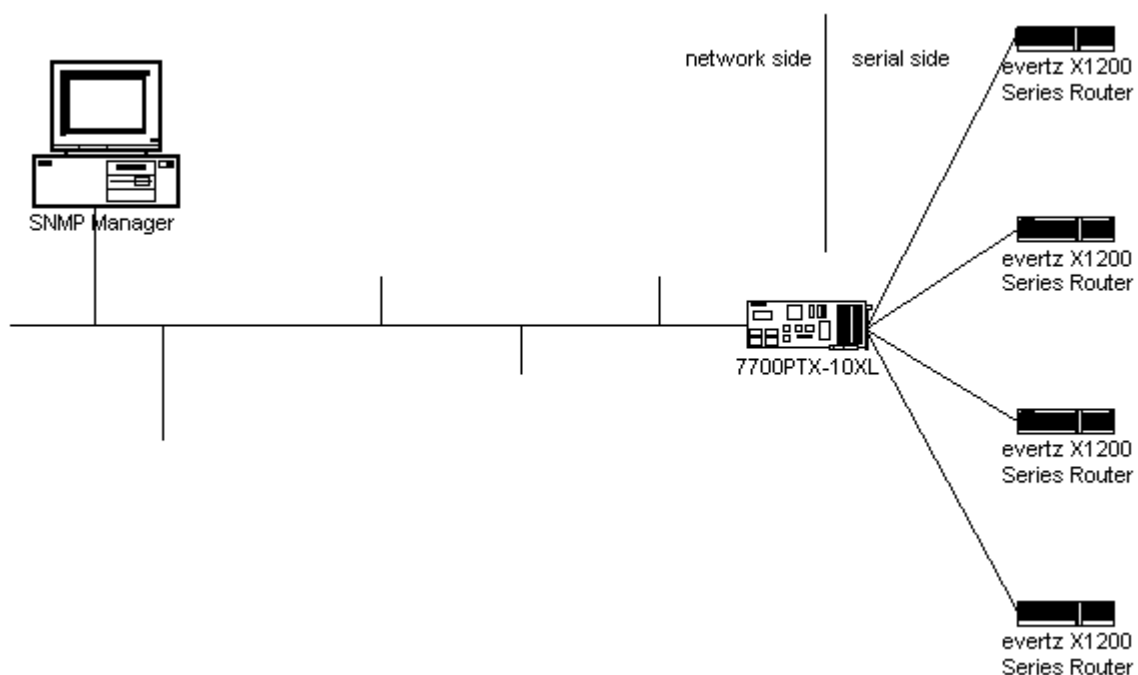 network side
serial side
evertz X1200
Series Router
SNMP Manager
evertz X1200
Series Router
7700PTX-10XL
evertz X1200
Series Router
evertz X1200
Series Router